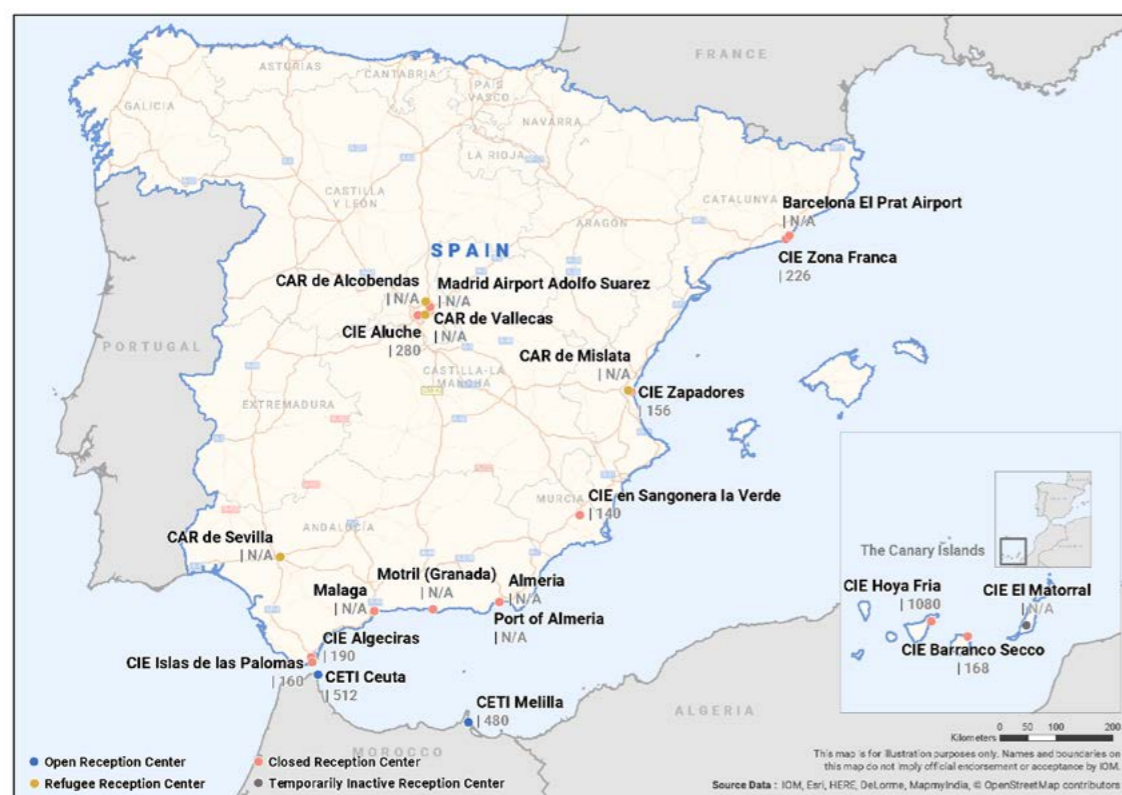 FRANCE
ASTURIAS
CANTABRIA
PAÍS
VASCO
GALICIA
NAVARRA
LA RIOJA
CASTILLA
Y LEÓN
CATALUNYA
ARAGÓN
Barcelona El Prat Airport
| N/A
CIE Zona Franca
| 226
SPAIN
CAR de Alcobendas
| N/A
Madrid Airport Adolfo Suarez
| N/A
CAR de Vallecas
| N/A
CIE Aluche
| 280
PORTUGAL
CASTILLA-LA
MANCHA
CAR de Mislata
| N/A
CIE Zapadores
| 156
EXTREMADURA
MURCIA
CIE en Sangonera la Verde
| 140
ANDALUCÍA
CAR de Sevilla
| N/A
Motril (Granada)
| N/A
Almeria
| N/A
Malaga
| N/A
Port of Almeria
| N/A
CIE Algeciras
| 190
CIE Islas de las Palomas
| 160
CETI Ceuta
| 512
CETI Melilla
| 480
ALGERIA
MOROCCO
The Canary Islands
CIE Hoya Fria
| 1080
CIE El Matorral
| N/A
CIE Barranco Secco
| 168
0 50 100 200
Kilometers
This map is for illustration purposes only. Names and boundaries on
this map do not imply official endorsement or acceptance by IOM.
Source Data : IOM, Esri, HERE, DeLorme, MapmyIndia, © OpenStreetMap contributors
Open Reception Center
Closed Reception Center
Refugee Reception Center
Temporarily Inactive Reception Center